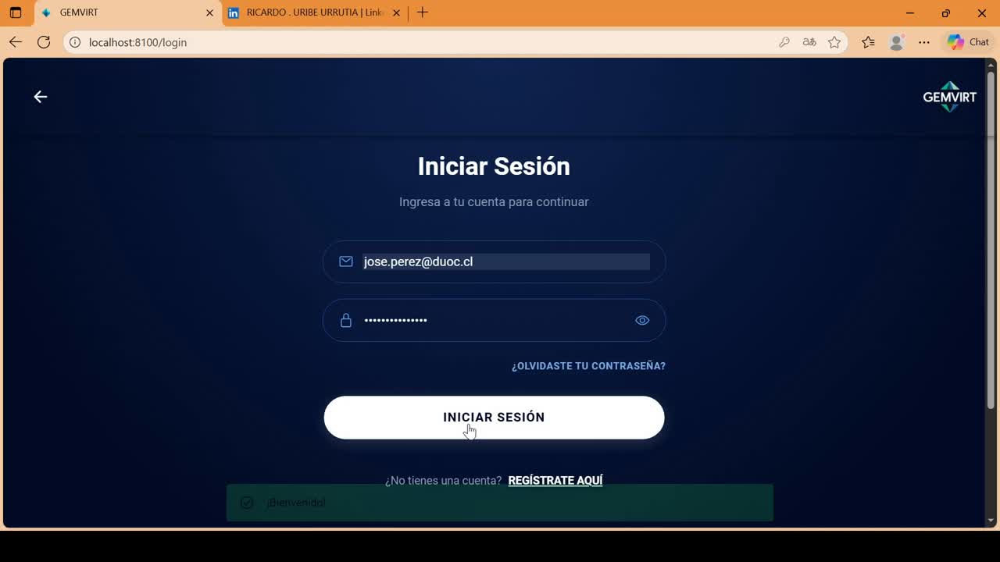 GEMVIRT
RICARDO . URIBE URRUTIA | Link
localhost:8100/login
Chat
GEMVIRT
Iniciar Sesión
Ingresa a tu cuenta para continuar
jose.perez@duoc.cl
•••••••••••••••
¿OLVIDASTE TU CONTRASEÑA?
INICIAR SESIÓN
¿No tienes una cuenta? REGÍSTRATE AQUÍ
¡Bienvenido!